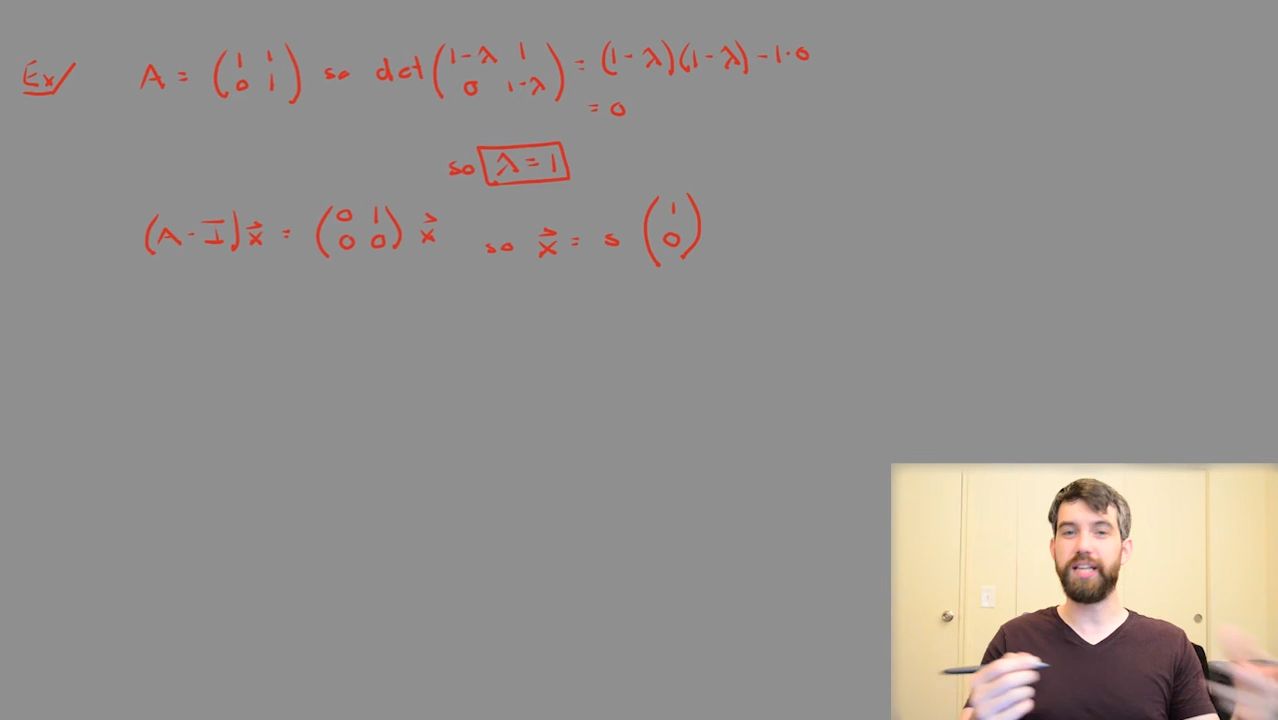 Ex/ A = (1 1 0 1) so det(1-λ 1 0 1-λ) = (1-λ)(1-λ) - 1·0
= 0
so λ = 1
(A - I)x⃗ = (0 1 0 0) x⃗ so x⃗ = s (1 0)